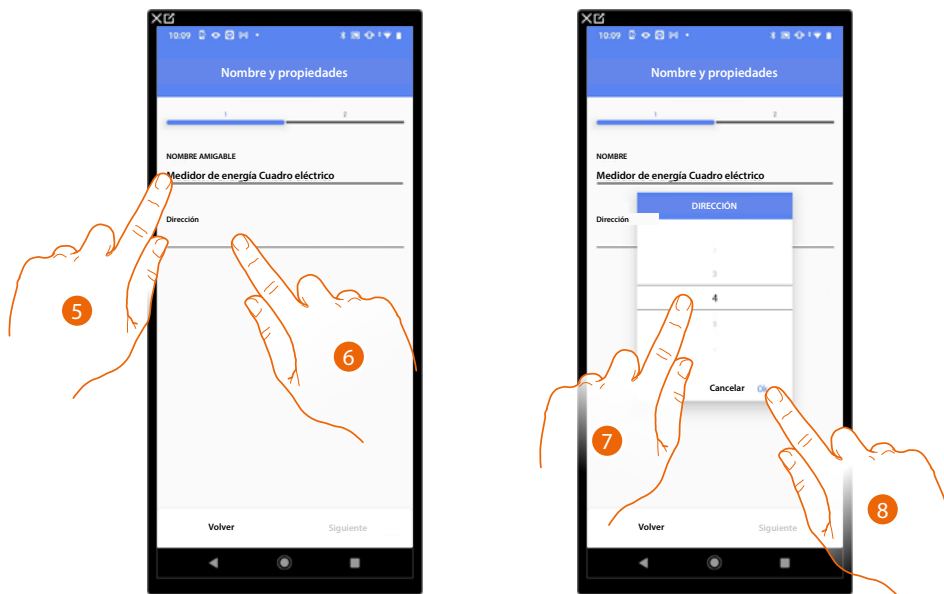 10:09
Nombre y propiedades
1 2
NOMBRE AMIGABLE
Medidor de energía Cuadro eléctrico
Dirección
5
6
Volver Siguiente
10:09
Nombre y propiedades
1 2
NOMBRE
Medidor de energía Cuadro eléctrico
DIRECCIÓN
Dirección
3
4
Cancelar Ok
7
8
Volver Siguiente